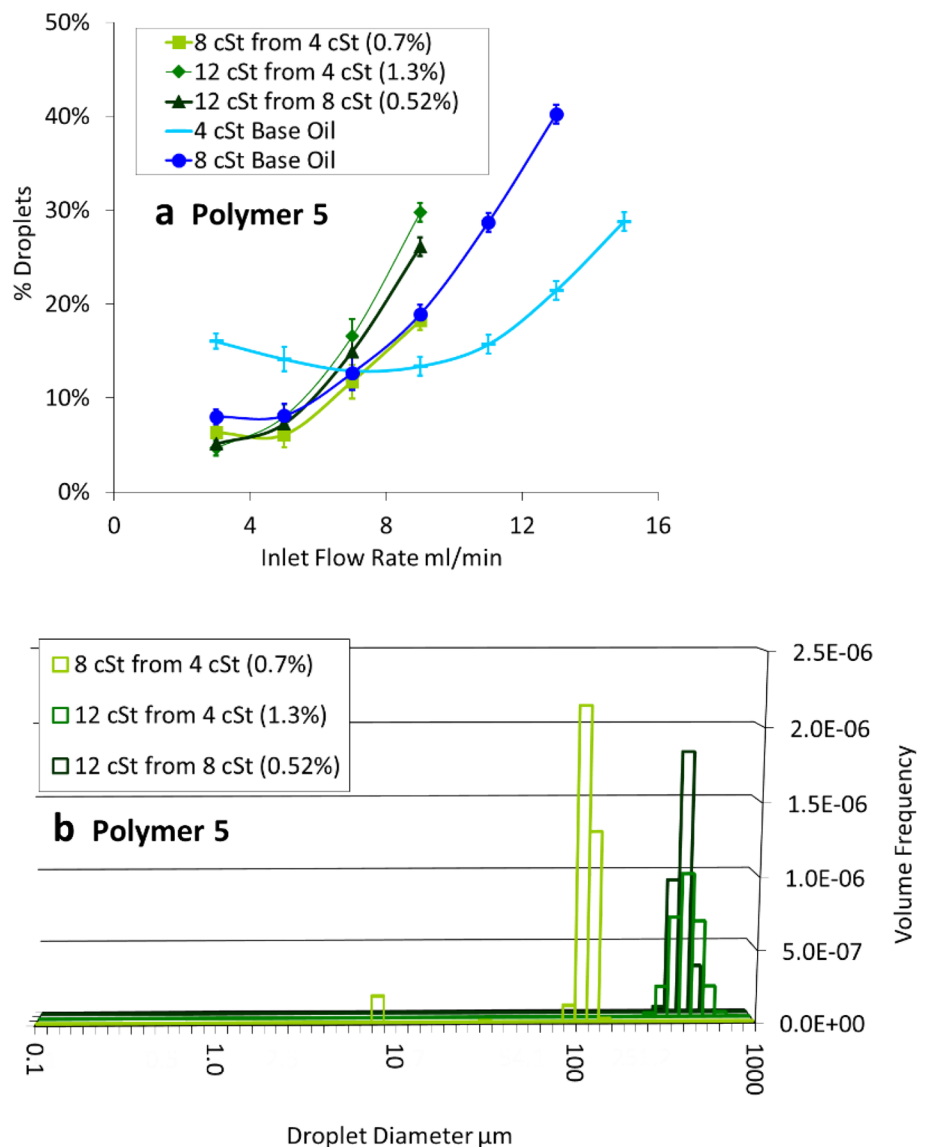 50%
40%
30%
20%
10%
0%
% Droplets
8 cSt from 4 cSt (0.7%)
12 cSt from 4 cSt (1.3%)
12 cSt from 8 cSt (0.52%)
4 cSt Base Oil
8 cSt Base Oil
a Polymer 5
0 4 8 12 16
Inlet Flow Rate ml/min
8 cSt from 4 cSt (0.7%)
12 cSt from 4 cSt (1.3%)
12 cSt from 8 cSt (0.52%)
b Polymer 5
2.5E-06
2.0E-06
1.5E-06
1.0E-06
5.0E-07
0.0E+00
Volume Frequency
0.1 1.0 10 100 1000
Droplet Diameter µm